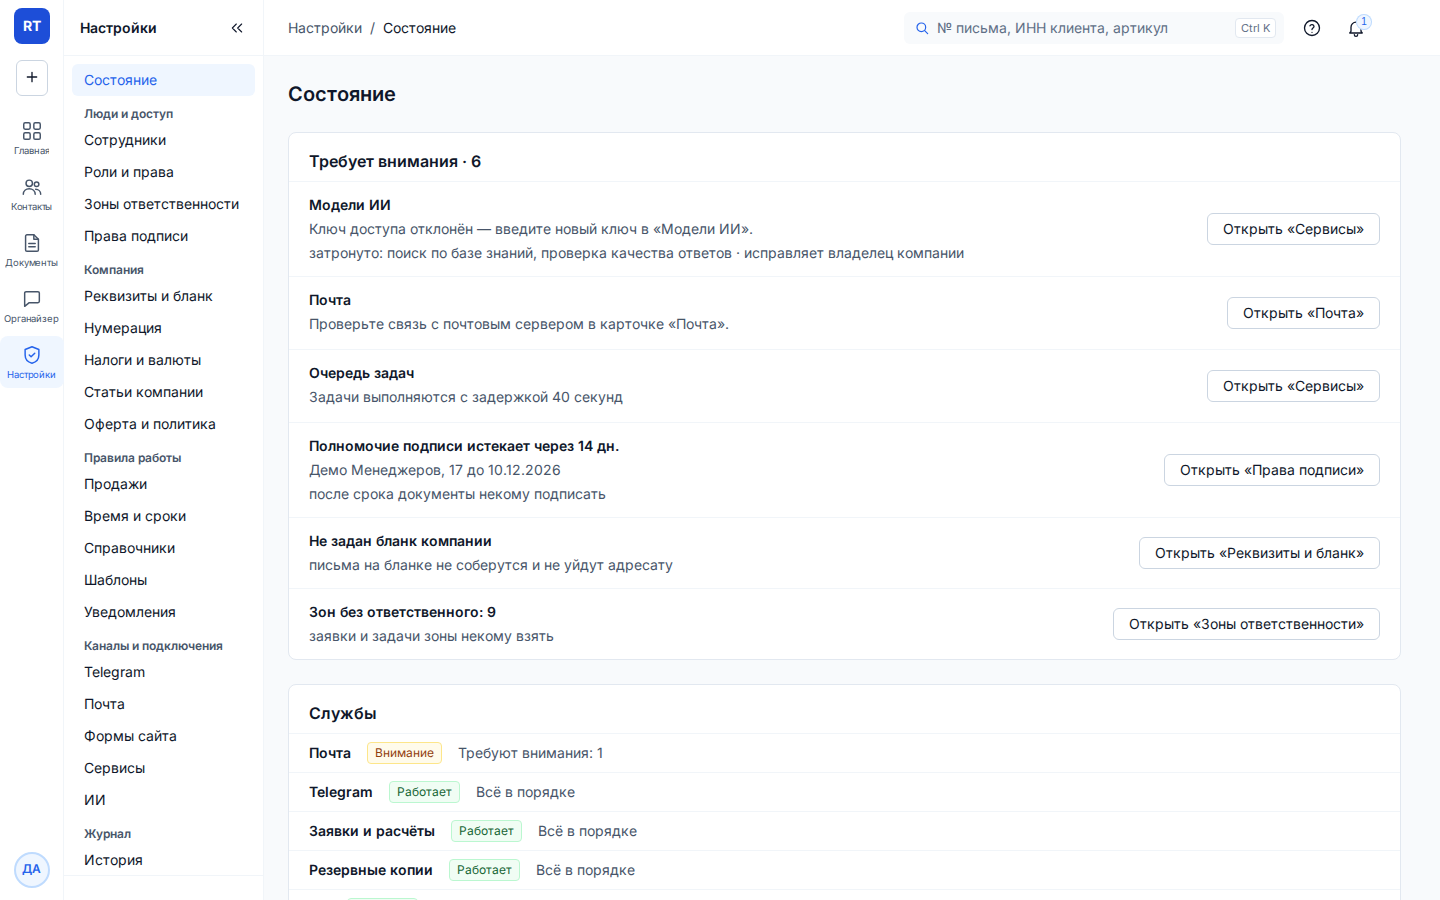 RT
Настройки
Настройки / Состояние
№ письма, ИНН клиента, артикул
Ctrl K
1
Главная
Контакты
Документы
Органайзер
Настройки
ДА
Состояние
Люди и доступ
Сотрудники
Роли и права
Зоны ответственности
Права подписи
Компания
Реквизиты и бланк
Нумерация
Налоги и валюты
Статьи компании
Оферта и политика
Правила работы
Продажи
Время и сроки
Справочники
Шаблоны
Уведомления
Каналы и подключения
Telegram
Почта
Формы сайта
Сервисы
ИИ
Журнал
История
Состояние
Требует внимания · 6
Модели ИИ
Ключ доступа отклонён — введите новый ключ в «Модели ИИ».
затронуто: поиск по базе знаний, проверка качества ответов · исправляет владелец компании
Открыть «Сервисы»
Почта
Проверьте связь с почтовым сервером в карточке «Почта».
Открыть «Почта»
Очередь задач
Задачи выполняются с задержкой 40 секунд
Открыть «Сервисы»
Полномочие подписи истекает через 14 дн.
Демо Менеджеров, 17 до 10.12.2026
после срока документы некому подписать
Открыть «Права подписи»
Не задан бланк компании
письма на бланке не соберутся и не уйдут адресату
Открыть «Реквизиты и бланк»
Зон без ответственного: 9
заявки и задачи зоны некому взять
Открыть «Зоны ответственности»
Службы
Почта Внимание Требуют внимания: 1
Telegram Работает Всё в порядке
Заявки и расчёты Работает Всё в порядке
Резервные копии Работает Всё в порядке